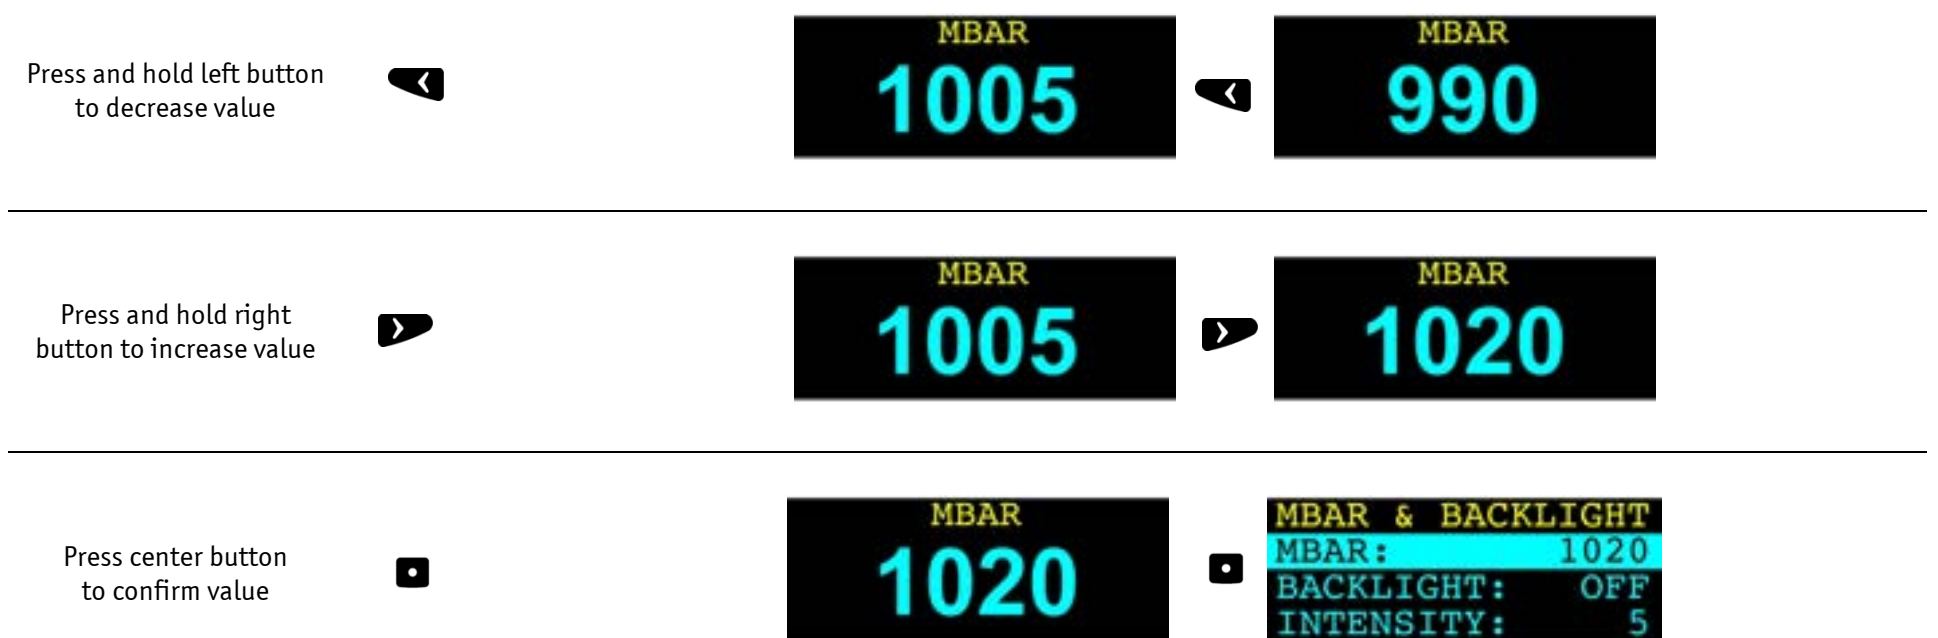 Press and hold left button
to decrease value
MBAR
1005
MBAR
990
Press and hold right
button to increase value
MBAR
1005
MBAR
1020
Press center button
to confirm value
MBAR
1020
MBAR & BACKLIGHT
MBAR: 1020
BACKLIGHT: OFF
INTENSITY: 5